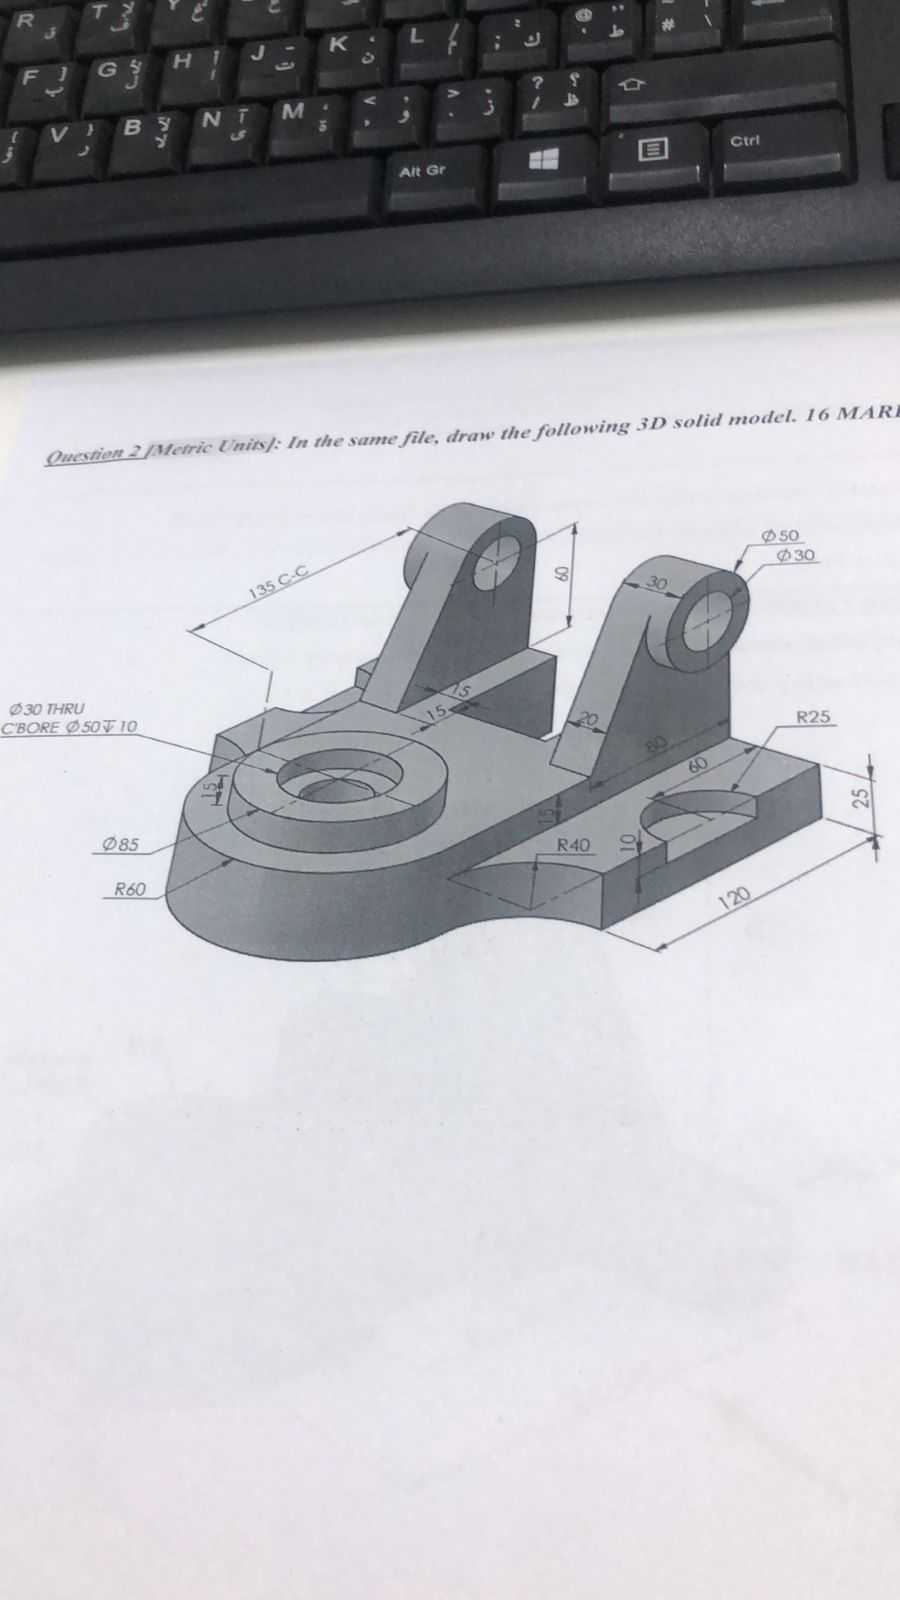 R T
F G H J K L ك ; : @ ط # \
V B N M < , > . ? / ظ
Alt Gr Ctrl
Question 2 [Metric Units]: In the same file, draw the following 3D solid model. 16 MAR
135 C-C
60
30
Ø50
Ø30
Ø30 THRU
C'BORE Ø50↧10
15
15
20
80
60
R25
25
15
15
10
R40
Ø85
R60
120